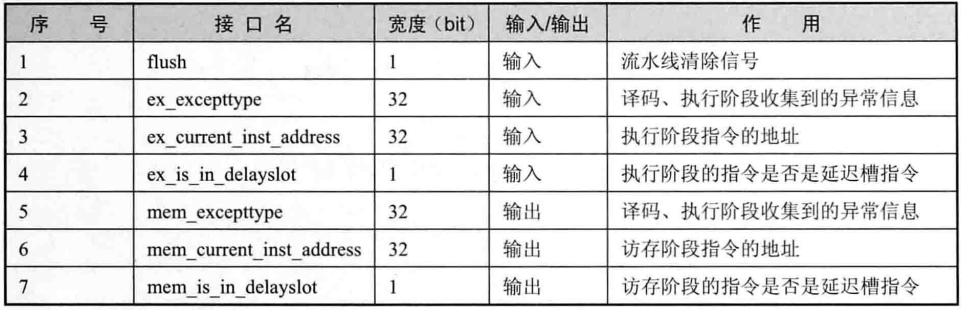 序 号 接 口 名 宽度（bit） 输入/输出 作 用
1 flush 1 输入 流水线清除信号
2 ex_excepttype 32 输入 译码、执行阶段收集到的异常信息
3 ex_current_inst_address 32 输入 执行阶段指令的地址
4 ex_is_in_delayslot 1 输入 执行阶段的指令是否是延迟槽指令
5 mem_excepttype 32 输出 译码、执行阶段收集到的异常信息
6 mem_current_inst_address 32 输出 访存阶段指令的地址
7 mem_is_in_delayslot 1 输出 访存阶段的指令是否是延迟槽指令